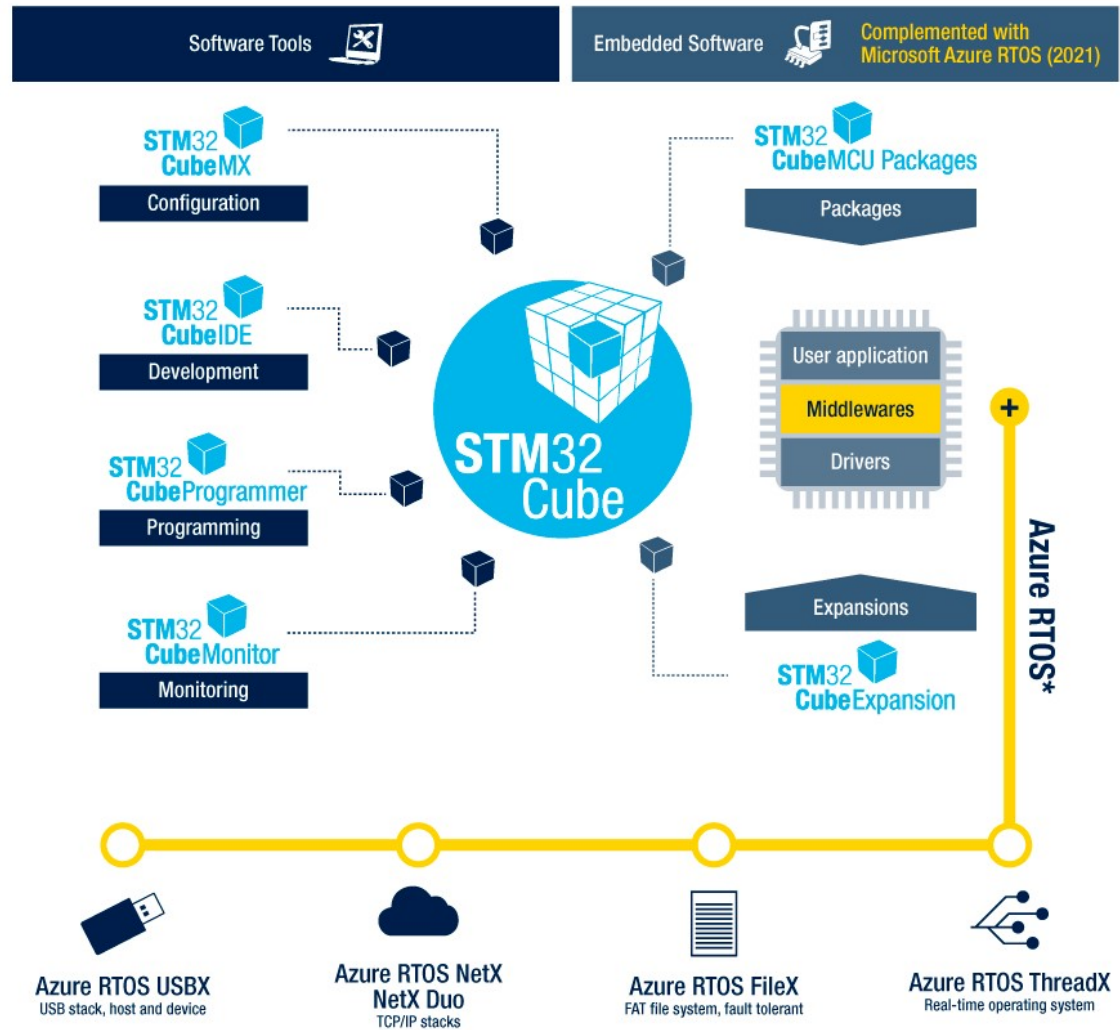 Software Tools
Embedded Software
Complemented with
Microsoft Azure RTOS (2021)
STM32
CubeMX
Configuration
STM32
CubeIDE
Development
STM32
CubeProgrammer
Programming
STM32
CubeMonitor
Monitoring
STM32
Cube
STM32
CubeMCU Packages
Packages
User application
Middlewares
Drivers
+
Expansions
STM32
CubeExpansion
Azure RTOS*
Azure RTOS USBX
USB stack, host and device
Azure RTOS NetX
NetX Duo
TCP/IP stacks
Azure RTOS FileX
FAT file system, fault tolerant
Azure RTOS ThreadX
Real-time operating system